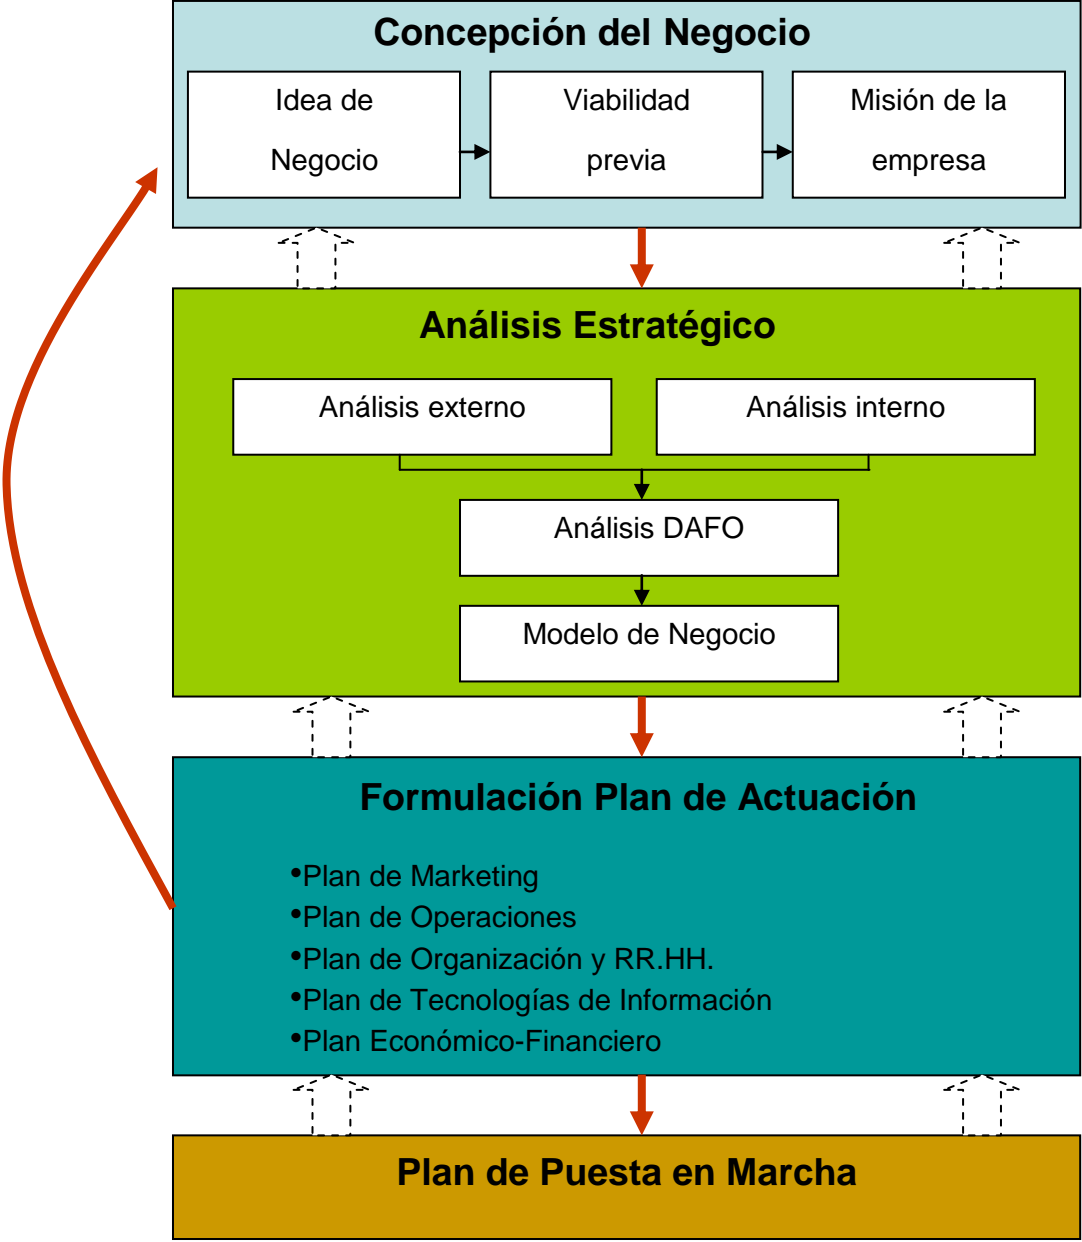 Concepción del Negocio
Idea de
Negocio
Viabilidad
previa
Misión de la
empresa
Análisis Estratégico
Análisis externo
Análisis interno
Análisis DAFO
Modelo de Negocio
Formulación Plan de Actuación
•Plan de Marketing
•Plan de Operaciones
•Plan de Organización y RR.HH.
•Plan de Tecnologías de Información
•Plan Económico-Financiero
Plan de Puesta en Marcha